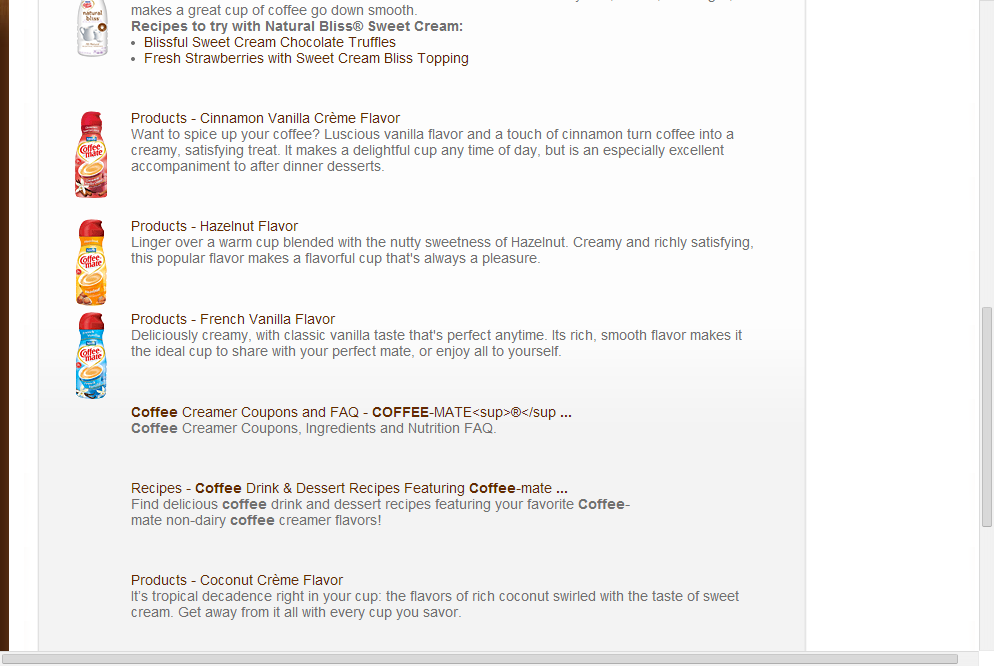 makes a great cup of coffee go down smooth.
Recipes to try with Natural Bliss® Sweet Cream:
• Blissful Sweet Cream Chocolate Truffles
• Fresh Strawberries with Sweet Cream Bliss Topping
natural
bliss
Products - Cinnamon Vanilla Crème Flavor
Want to spice up your coffee? Luscious vanilla flavor and a touch of cinnamon turn coffee into a
creamy, satisfying treat. It makes a delightful cup any time of day, but is an especially excellent
accompaniment to after dinner desserts.
Coffee
mate
Products - Hazelnut Flavor
Linger over a warm cup blended with the nutty sweetness of Hazelnut. Creamy and richly satisfying,
this popular flavor makes a flavorful cup that's always a pleasure.
Coffee
mate
Products - French Vanilla Flavor
Deliciously creamy, with classic vanilla taste that's perfect anytime. Its rich, smooth flavor makes it
the ideal cup to share with your perfect mate, or enjoy all to yourself.
Coffee
mate
Coffee Creamer Coupons and FAQ - COFFEE-MATE<sup>®</sup ...
Coffee Creamer Coupons, Ingredients and Nutrition FAQ.
Recipes - Coffee Drink & Dessert Recipes Featuring Coffee-mate ...
Find delicious coffee drink and dessert recipes featuring your favorite Coffee-
mate non-dairy coffee creamer flavors!
Products - Coconut Crème Flavor
It's tropical decadence right in your cup: the flavors of rich coconut swirled with the taste of sweet
cream. Get away from it all with every cup you savor.